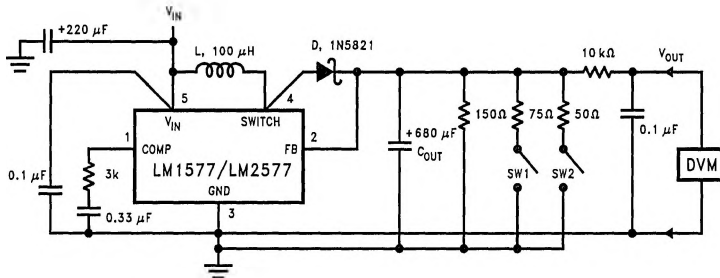 V_IN
+220 µF
L, 100 µH
D, 1N5821
10 kΩ
V_OUT
5
4
V_IN
SWITCH
1
2
COMP
FB
150Ω
75Ω
50Ω
+680 µF
C_OUT
0.1 µF
LM1577/LM2577
0.1 µF
3k
GND
SW1
SW2
DVM
0.33 µF
3